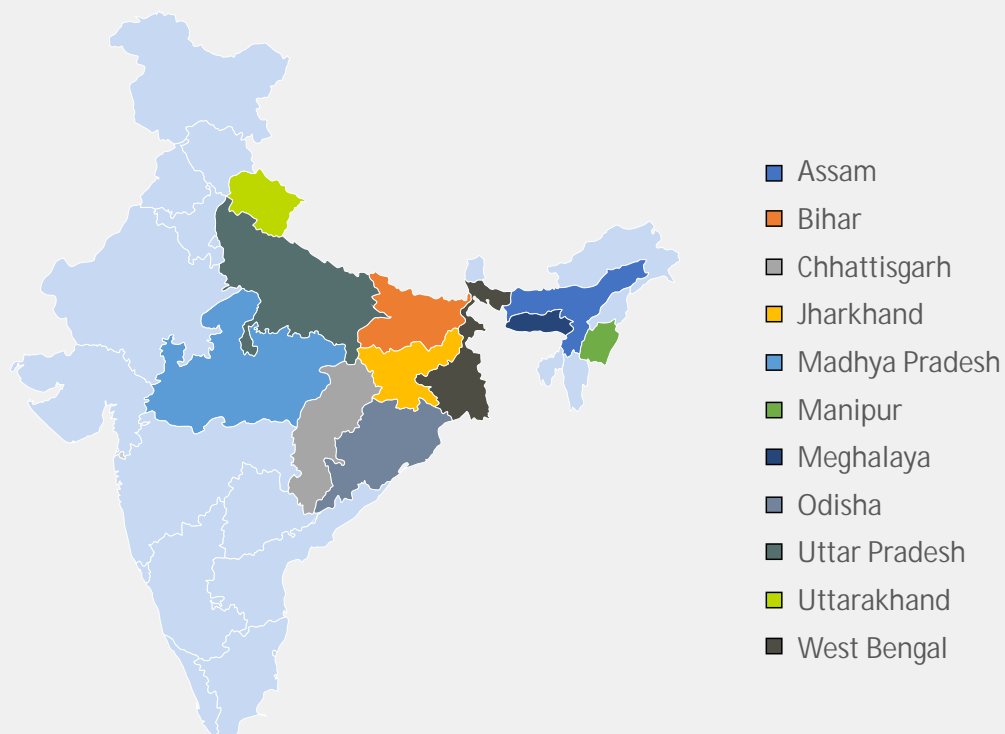 Assam
Bihar
Chhattisgarh
Jharkhand
Madhya Pradesh
Manipur
Meghalaya
Odisha
Uttar Pradesh
Uttarakhand
West Bengal